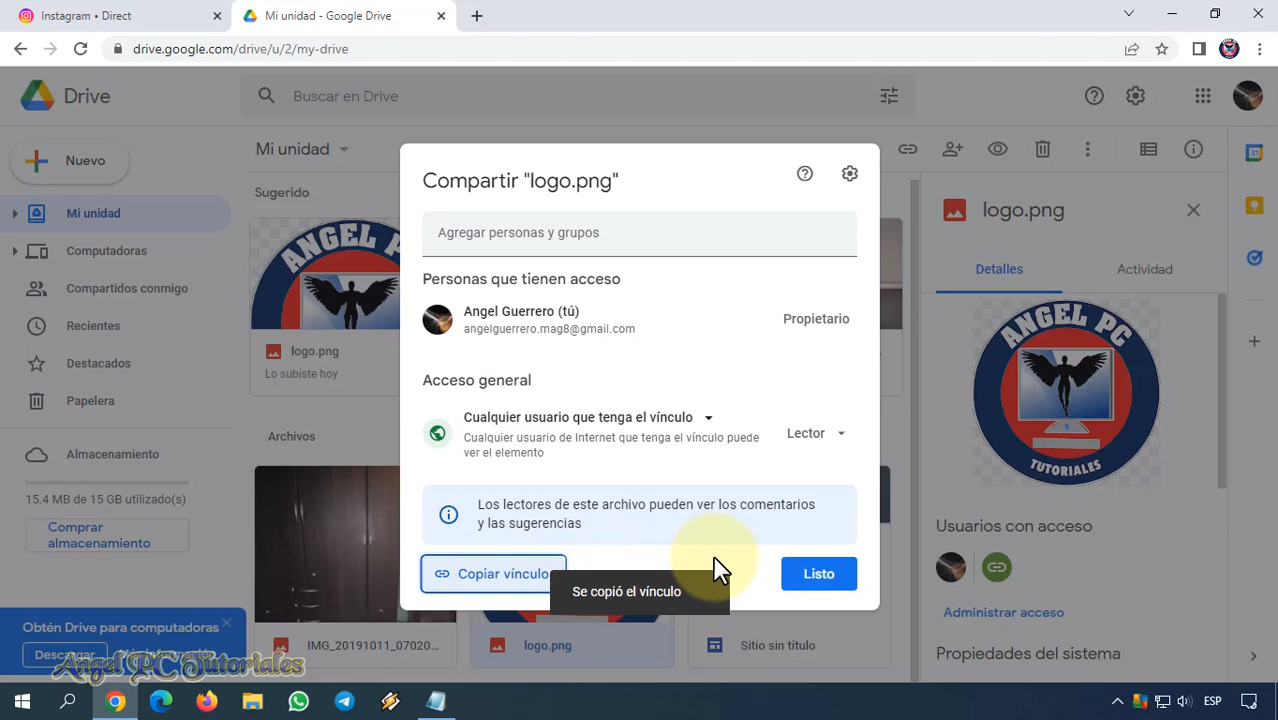 Instagram • Direct
Mi unidad - Google Drive
drive.google.com/drive/u/2/my-drive
Drive
Buscar en Drive
Nuevo
Mi unidad
Computadoras
Compartidos conmigo
Recientes
Destacados
Papelera
Almacenamiento
15.4 MB de 15 GB utilizado(s)
Comprar
almacenamiento
Obtén Drive para computadoras
Descargar
Angel PC Tutoriales
Mi unidad
Sugerido
ANGEL PC
logo.png
Lo subiste hoy
Archivos
IMG_20191011_07020...
logo.png
Sitio sin título
Compartir "logo.png"
Agregar personas y grupos
Personas que tienen acceso
Angel Guerrero (tú)
angelguerrero.mag8@gmail.com
Propietario
Acceso general
Cualquier usuario que tenga el vínculo
Cualquier usuario de Internet que tenga el vínculo puede
ver el elemento
Lector
Los lectores de este archivo pueden ver los comentarios
y las sugerencias
Copiar vínculo
Se copió el vínculo
Listo
logo.png
Detalles
Actividad
ANGEL PC
TUTORIALES
Usuarios con acceso
Administrar acceso
Propiedades del sistema
31
ESP